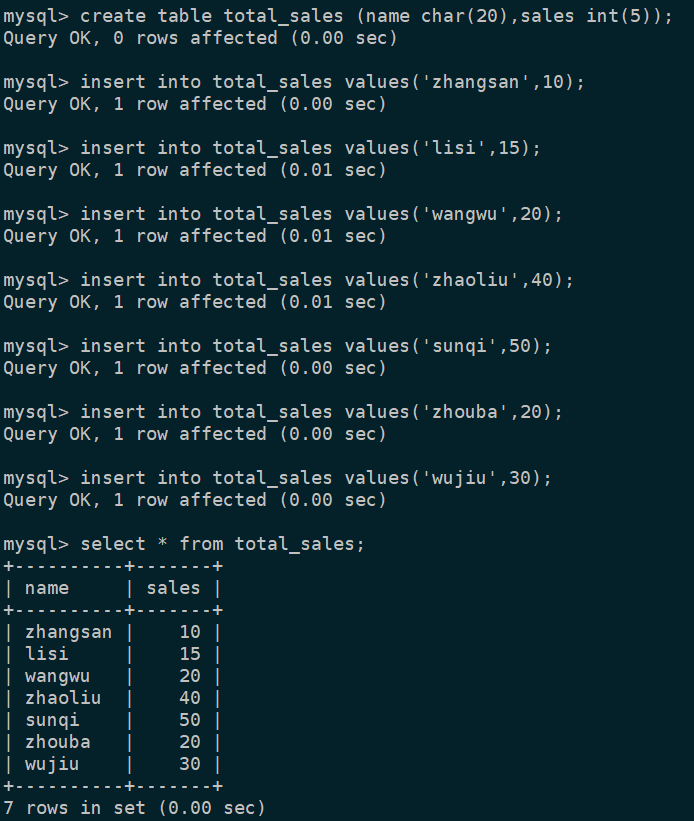 mysql> create table total_sales (name char(20),sales int(5));
Query OK, 0 rows affected (0.00 sec)
mysql> insert into total_sales values('zhangsan',10);
Query OK, 1 row affected (0.00 sec)
mysql> insert into total_sales values('lisi',15);
Query OK, 1 row affected (0.01 sec)
mysql> insert into total_sales values('wangwu',20);
Query OK, 1 row affected (0.01 sec)
mysql> insert into total_sales values('zhaoliu',40);
Query OK, 1 row affected (0.01 sec)
mysql> insert into total_sales values('sunqi',50);
Query OK, 1 row affected (0.00 sec)
mysql> insert into total_sales values('zhouba',20);
Query OK, 1 row affected (0.00 sec)
mysql> insert into total_sales values('wujiu',30);
Query OK, 1 row affected (0.00 sec)
mysql> select * from total_sales;
+----------+-------+
| name     | sales |
+----------+-------+
| zhangsan |    10 |
| lisi     |    15 |
| wangwu   |    20 |
| zhaoliu  |    40 |
| sunqi    |    50 |
| zhouba   |    20 |
| wujiu    |    30 |
+----------+-------+
7 rows in set (0.00 sec)